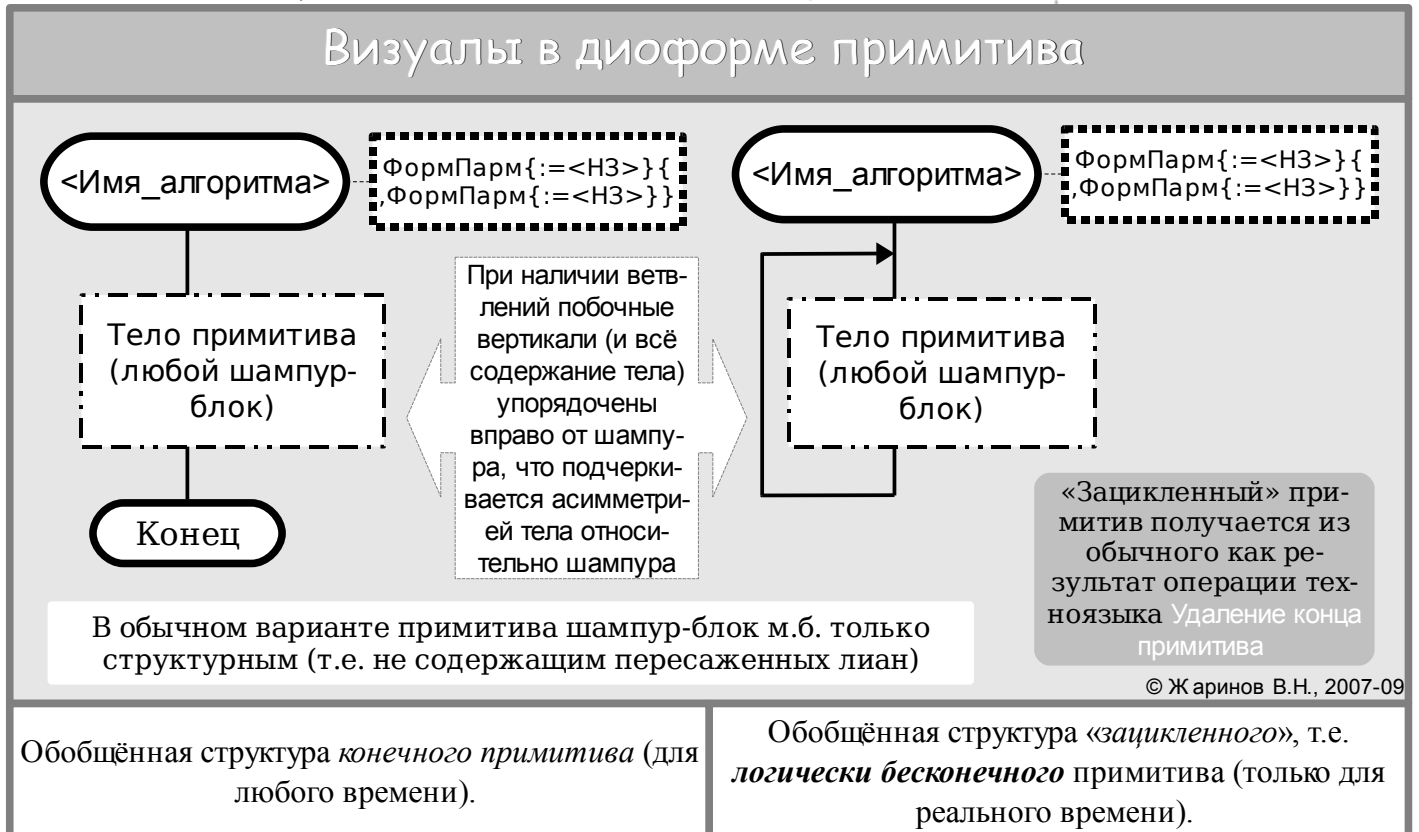 Визуалы в диоформе примитива
<Имя_алгоритма>
ФормПарм{:=<НЗ>}{
,ФормПарм{:=<НЗ>}}
<Имя_алгоритма>
ФормПарм{:=<НЗ>}{
,ФормПарм{:=<НЗ>}}
Тело примитива
(любой шампур-
блок)
Конец
При наличии ветв-
лений побочные
вертикали (и всё
содержание тела)
упорядочены
вправо от шампу-
ра, что подчерки-
вается асимметри-
ей тела относи-
тельно шампура
Тело примитива
(любой шампур-
блок)
«Зацикленный» при-
митив получается из
обычного как ре-
зультат операции тех-
ноязыка Удаление конца
примитива
В обычном варианте примитива шампур-блок м.б. только
структурным (т.е. не содержащим пересаженных лиан)
© Жаринов В.Н., 2007-09
Обобщённая структура конечного примитива (для
любого времени).
Обобщённая структура «зацикленного», т.е.
логически бесконечного примитива (только для
реального времени).